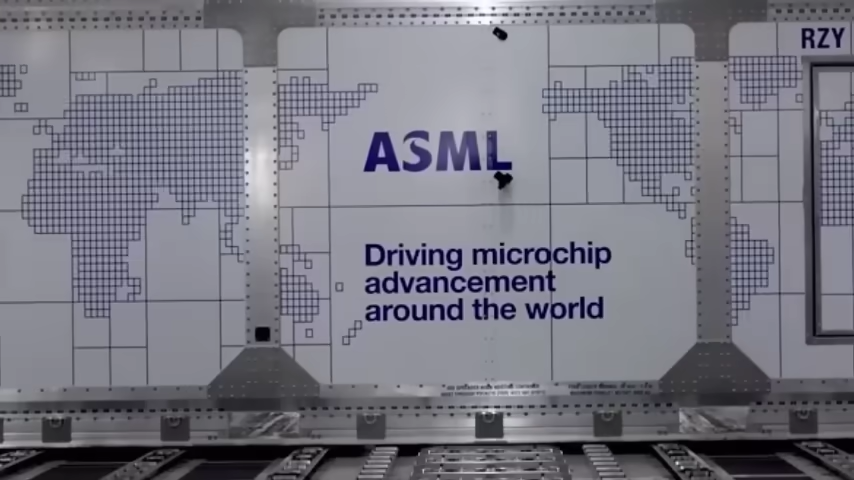 RZY
ASML
Driving microchip
advancement
around the world